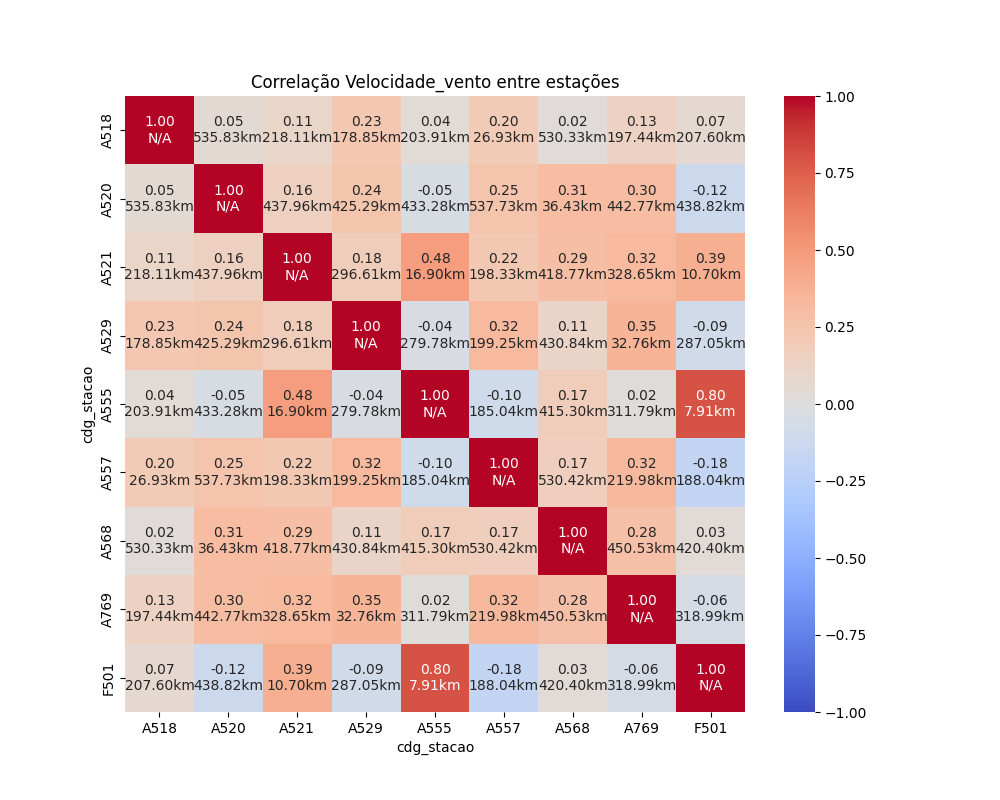 Correlação Velocidade_vento entre estações
A518 1.00 0.05 0.11 0.23 0.04 0.20 0.02 0.13 0.07 1.00
N/A 535.83km 218.11km 178.85km 203.91km 26.93km 530.33km 197.44km 207.60km
A520 0.05 1.00 0.16 0.24 -0.05 0.25 0.31 0.30 -0.12 0.75
535.83km N/A 437.96km 425.29km 433.28km 537.73km 36.43km 442.77km 438.82km
A521 0.11 0.16 1.00 0.18 0.48 0.22 0.29 0.32 0.39 0.50
218.11km 437.96km N/A 296.61km 16.90km 198.33km 418.77km 328.65km 10.70km
A529 0.23 0.24 0.18 1.00 -0.04 0.32 0.11 0.35 -0.09 0.25
178.85km 425.29km 296.61km N/A 279.78km 199.25km 430.84km 32.76km 287.05km
cdg_stacao
A555 0.04 -0.05 0.48 -0.04 1.00 -0.10 0.17 0.02 0.80 0.00
203.91km 433.28km 16.90km 279.78km N/A 185.04km 415.30km 311.79km 7.91km
A557 0.20 0.25 0.22 0.32 -0.10 1.00 0.17 0.32 -0.18 −0.25
26.93km 537.73km 198.33km 199.25km 185.04km N/A 530.42km 219.98km 188.04km
A568 0.02 0.31 0.29 0.11 0.17 0.17 1.00 0.28 0.03 −0.50
530.33km 36.43km 418.77km 430.84km 415.30km 530.42km N/A 450.53km 420.40km
A769 0.13 0.30 0.32 0.35 0.02 0.32 0.28 1.00 -0.06 −0.75
197.44km 442.77km 328.65km 32.76km 311.79km 219.98km 450.53km N/A 318.99km
F501 0.07 -0.12 0.39 -0.09 0.80 -0.18 0.03 -0.06 1.00 −1.00
207.60km 438.82km 10.70km 287.05km 7.91km 188.04km 420.40km 318.99km N/A
A518 A520 A521 A529 A555 A557 A568 A769 F501
cdg_stacao